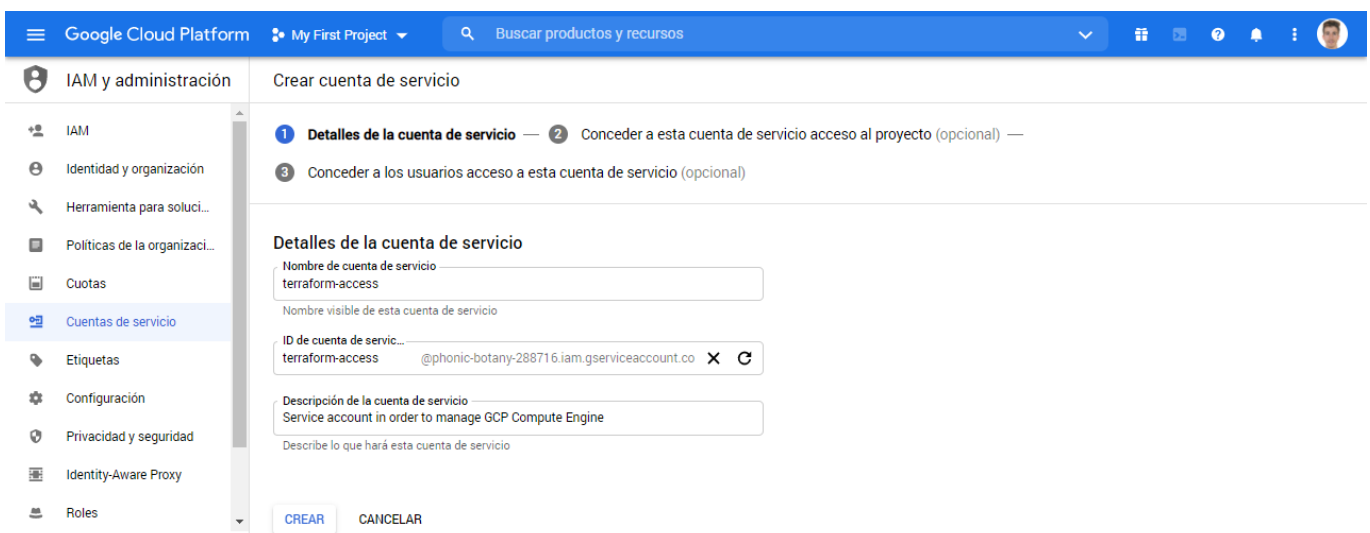 Google Cloud Platform My First Project Buscar productos y recursos
IAM y administración
Crear cuenta de servicio
IAM
Identidad y organización
Herramienta para soluci...
Políticas de la organizaci...
Cuotas
Cuentas de servicio
Etiquetas
Configuración
Privacidad y seguridad
Identity-Aware Proxy
Roles
1 Detalles de la cuenta de servicio — 2 Conceder a esta cuenta de servicio acceso al proyecto (opcional) —
3 Conceder a los usuarios acceso a esta cuenta de servicio (opcional)
Detalles de la cuenta de servicio
Nombre de cuenta de servicio
terraform-access
Nombre visible de esta cuenta de servicio
ID de cuenta de servic...
terraform-access @phonic-botany-288716.iam.gserviceaccount.co
Descripción de la cuenta de servicio
Service account in order to manage GCP Compute Engine
Describe lo que hará esta cuenta de servicio
CREAR CANCELAR